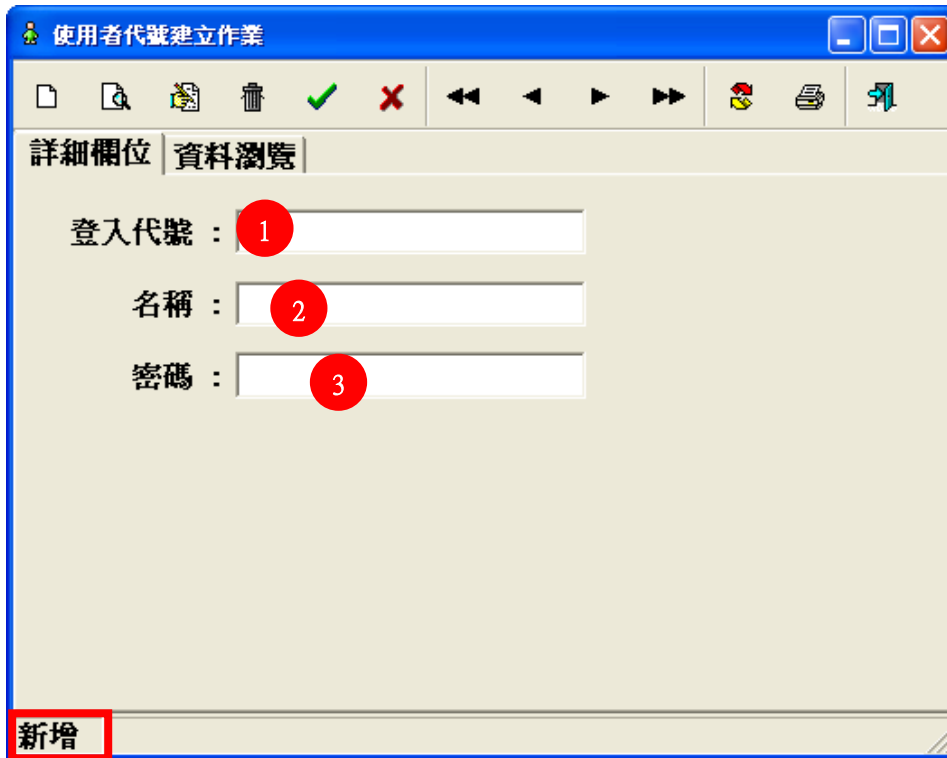 使用者代號建立作業
詳細欄位 資料瀏覽
登入代號 : 1
名稱 : 2
密碼 : 3
新增